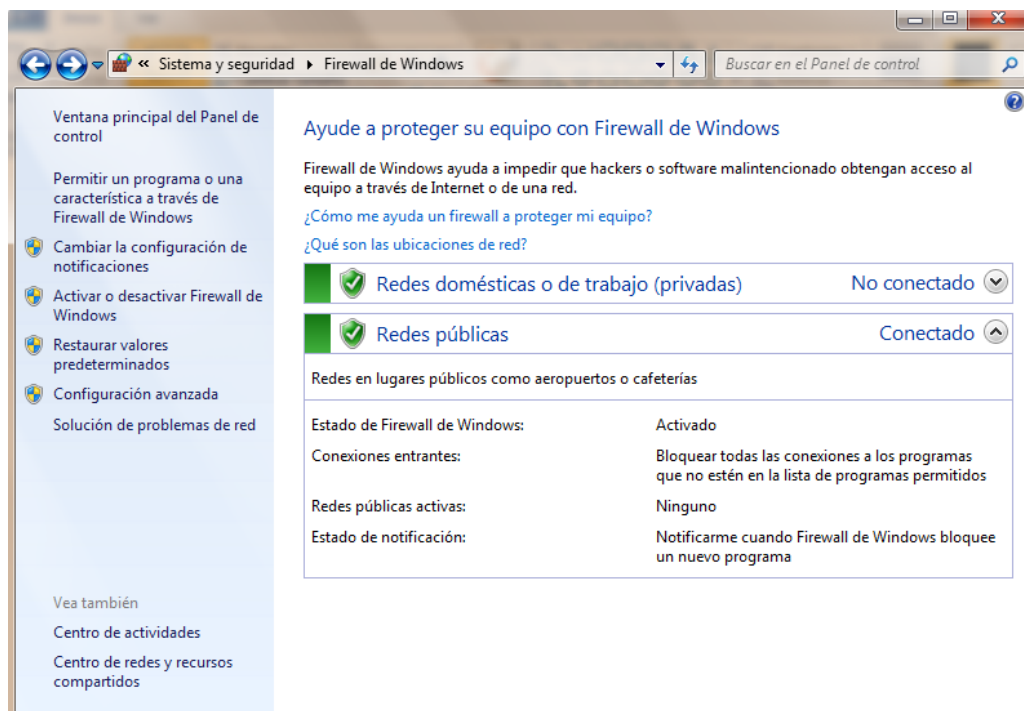 « Sistema y seguridad ▸ Firewall de Windows
Buscar en el Panel de control
Ventana principal del Panel de
control
Permitir un programa o una
característica a través de
Firewall de Windows
Cambiar la configuración de
notificaciones
Activar o desactivar Firewall de
Windows
Restaurar valores
predeterminados
Configuración avanzada
Solución de problemas de red
Vea también
Centro de actividades
Centro de redes y recursos
compartidos
Ayude a proteger su equipo con Firewall de Windows
Firewall de Windows ayuda a impedir que hackers o software malintencionado obtengan acceso al
equipo a través de Internet o de una red.
¿Cómo me ayuda un firewall a proteger mi equipo?
¿Qué son las ubicaciones de red?
Redes domésticas o de trabajo (privadas) No conectado
Redes públicas Conectado
Redes en lugares públicos como aeropuertos o cafeterías
Estado de Firewall de Windows: Activado
Conexiones entrantes: Bloquear todas las conexiones a los programas
que no estén en la lista de programas permitidos
Redes públicas activas: Ninguno
Estado de notificación: Notificarme cuando Firewall de Windows bloquee
un nuevo programa